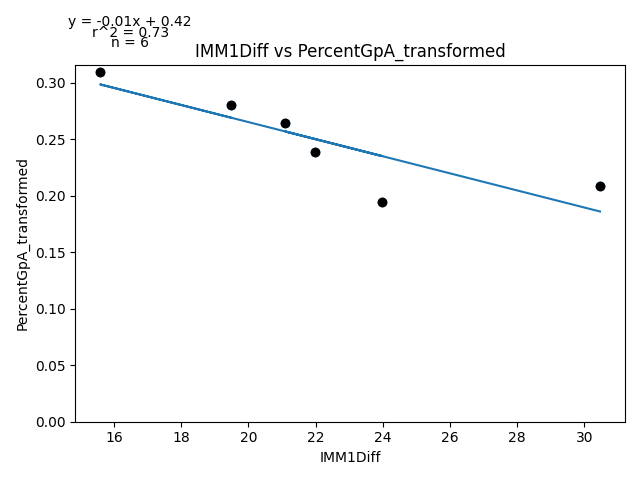 y = -0.01x + 0.42
r^2 = 0.73
n = 6
IMM1Diff vs PercentGpA_transformed
0.30
0.25
0.20
0.15
0.10
0.05
0.00
PercentGpA_transformed
16 18 20 22 24 26 28 30
IMM1Diff